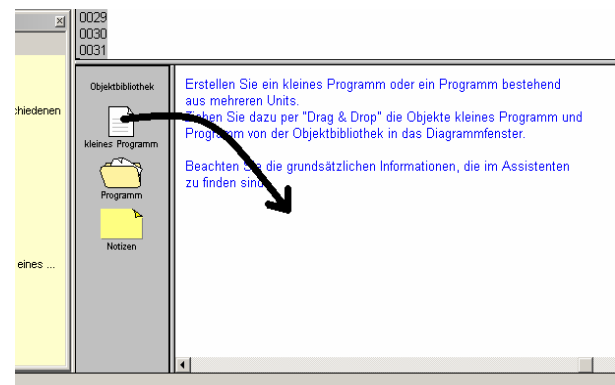 0029
0030
0031
chiedenen
eines ...
Objektbibliothek
kleines Programm
Programm
Notizen
Erstellen Sie ein kleines Programm oder ein Programm bestehend
aus mehreren Units.
Ziehen Sie dazu per "Drag & Drop" die Objekte kleines Programm und
Programm von der Objektbibliothek in das Diagrammfenster.
Beachten Sie die grundsätzlichen Informationen, die im Assistenten
zu finden sind.